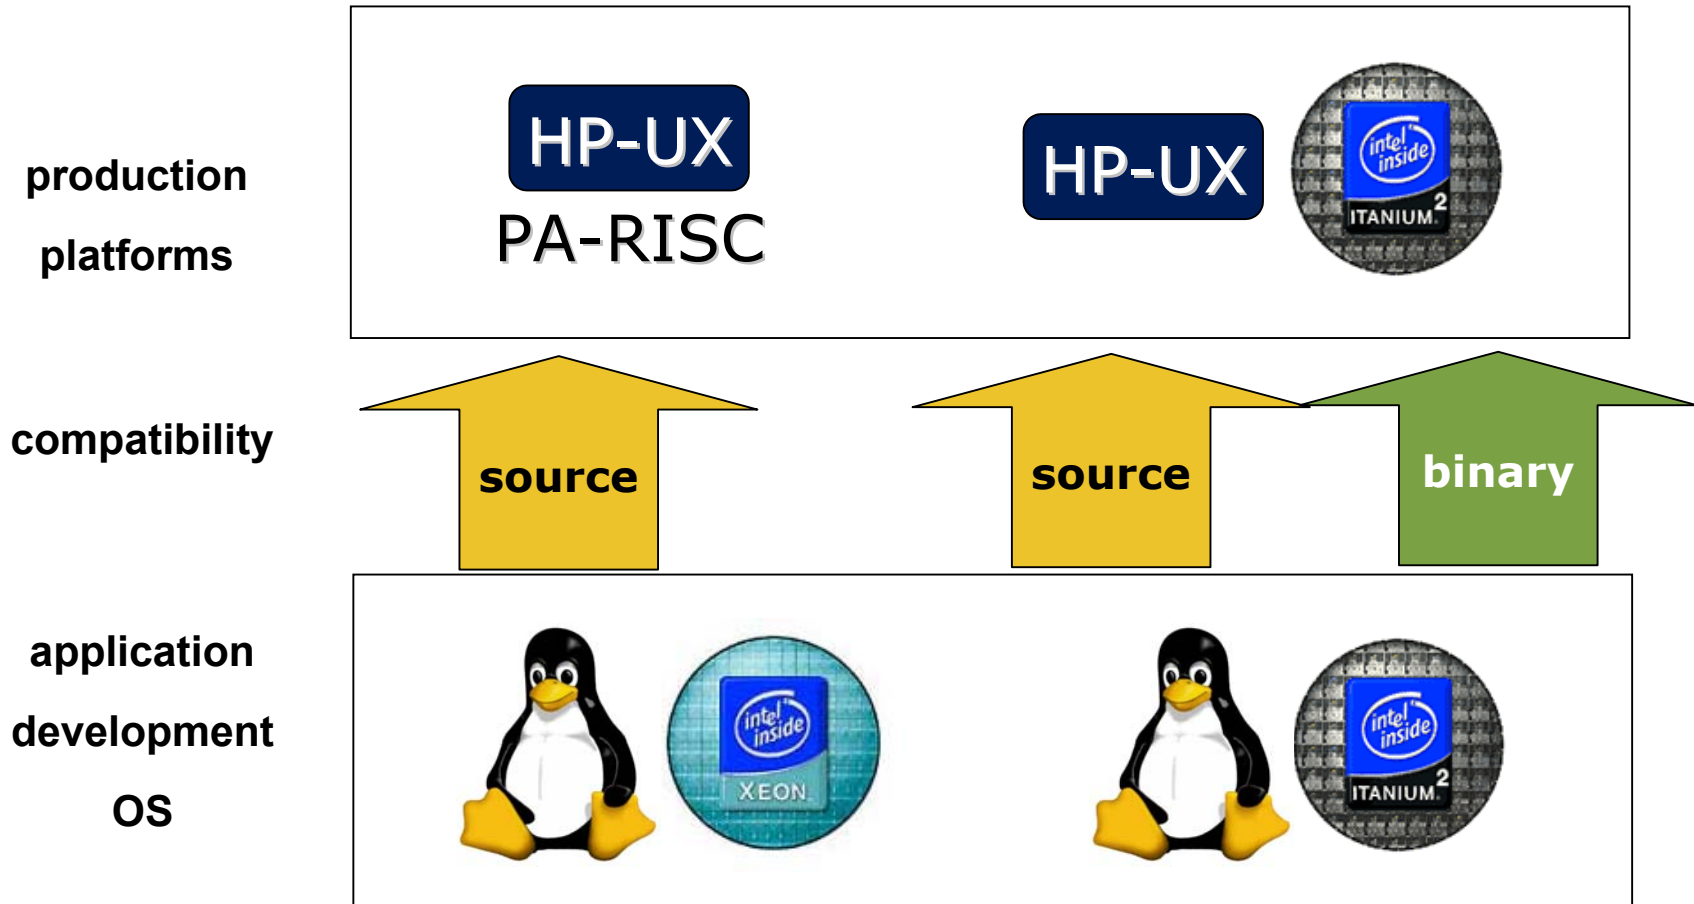 production
platforms
HP-UX
PA-RISC
HP-UX
intel
inside
ITANIUM 2
compatibility
source
source
binary
application
development
OS
intel
inside
XEON
intel
inside
ITANIUM 2